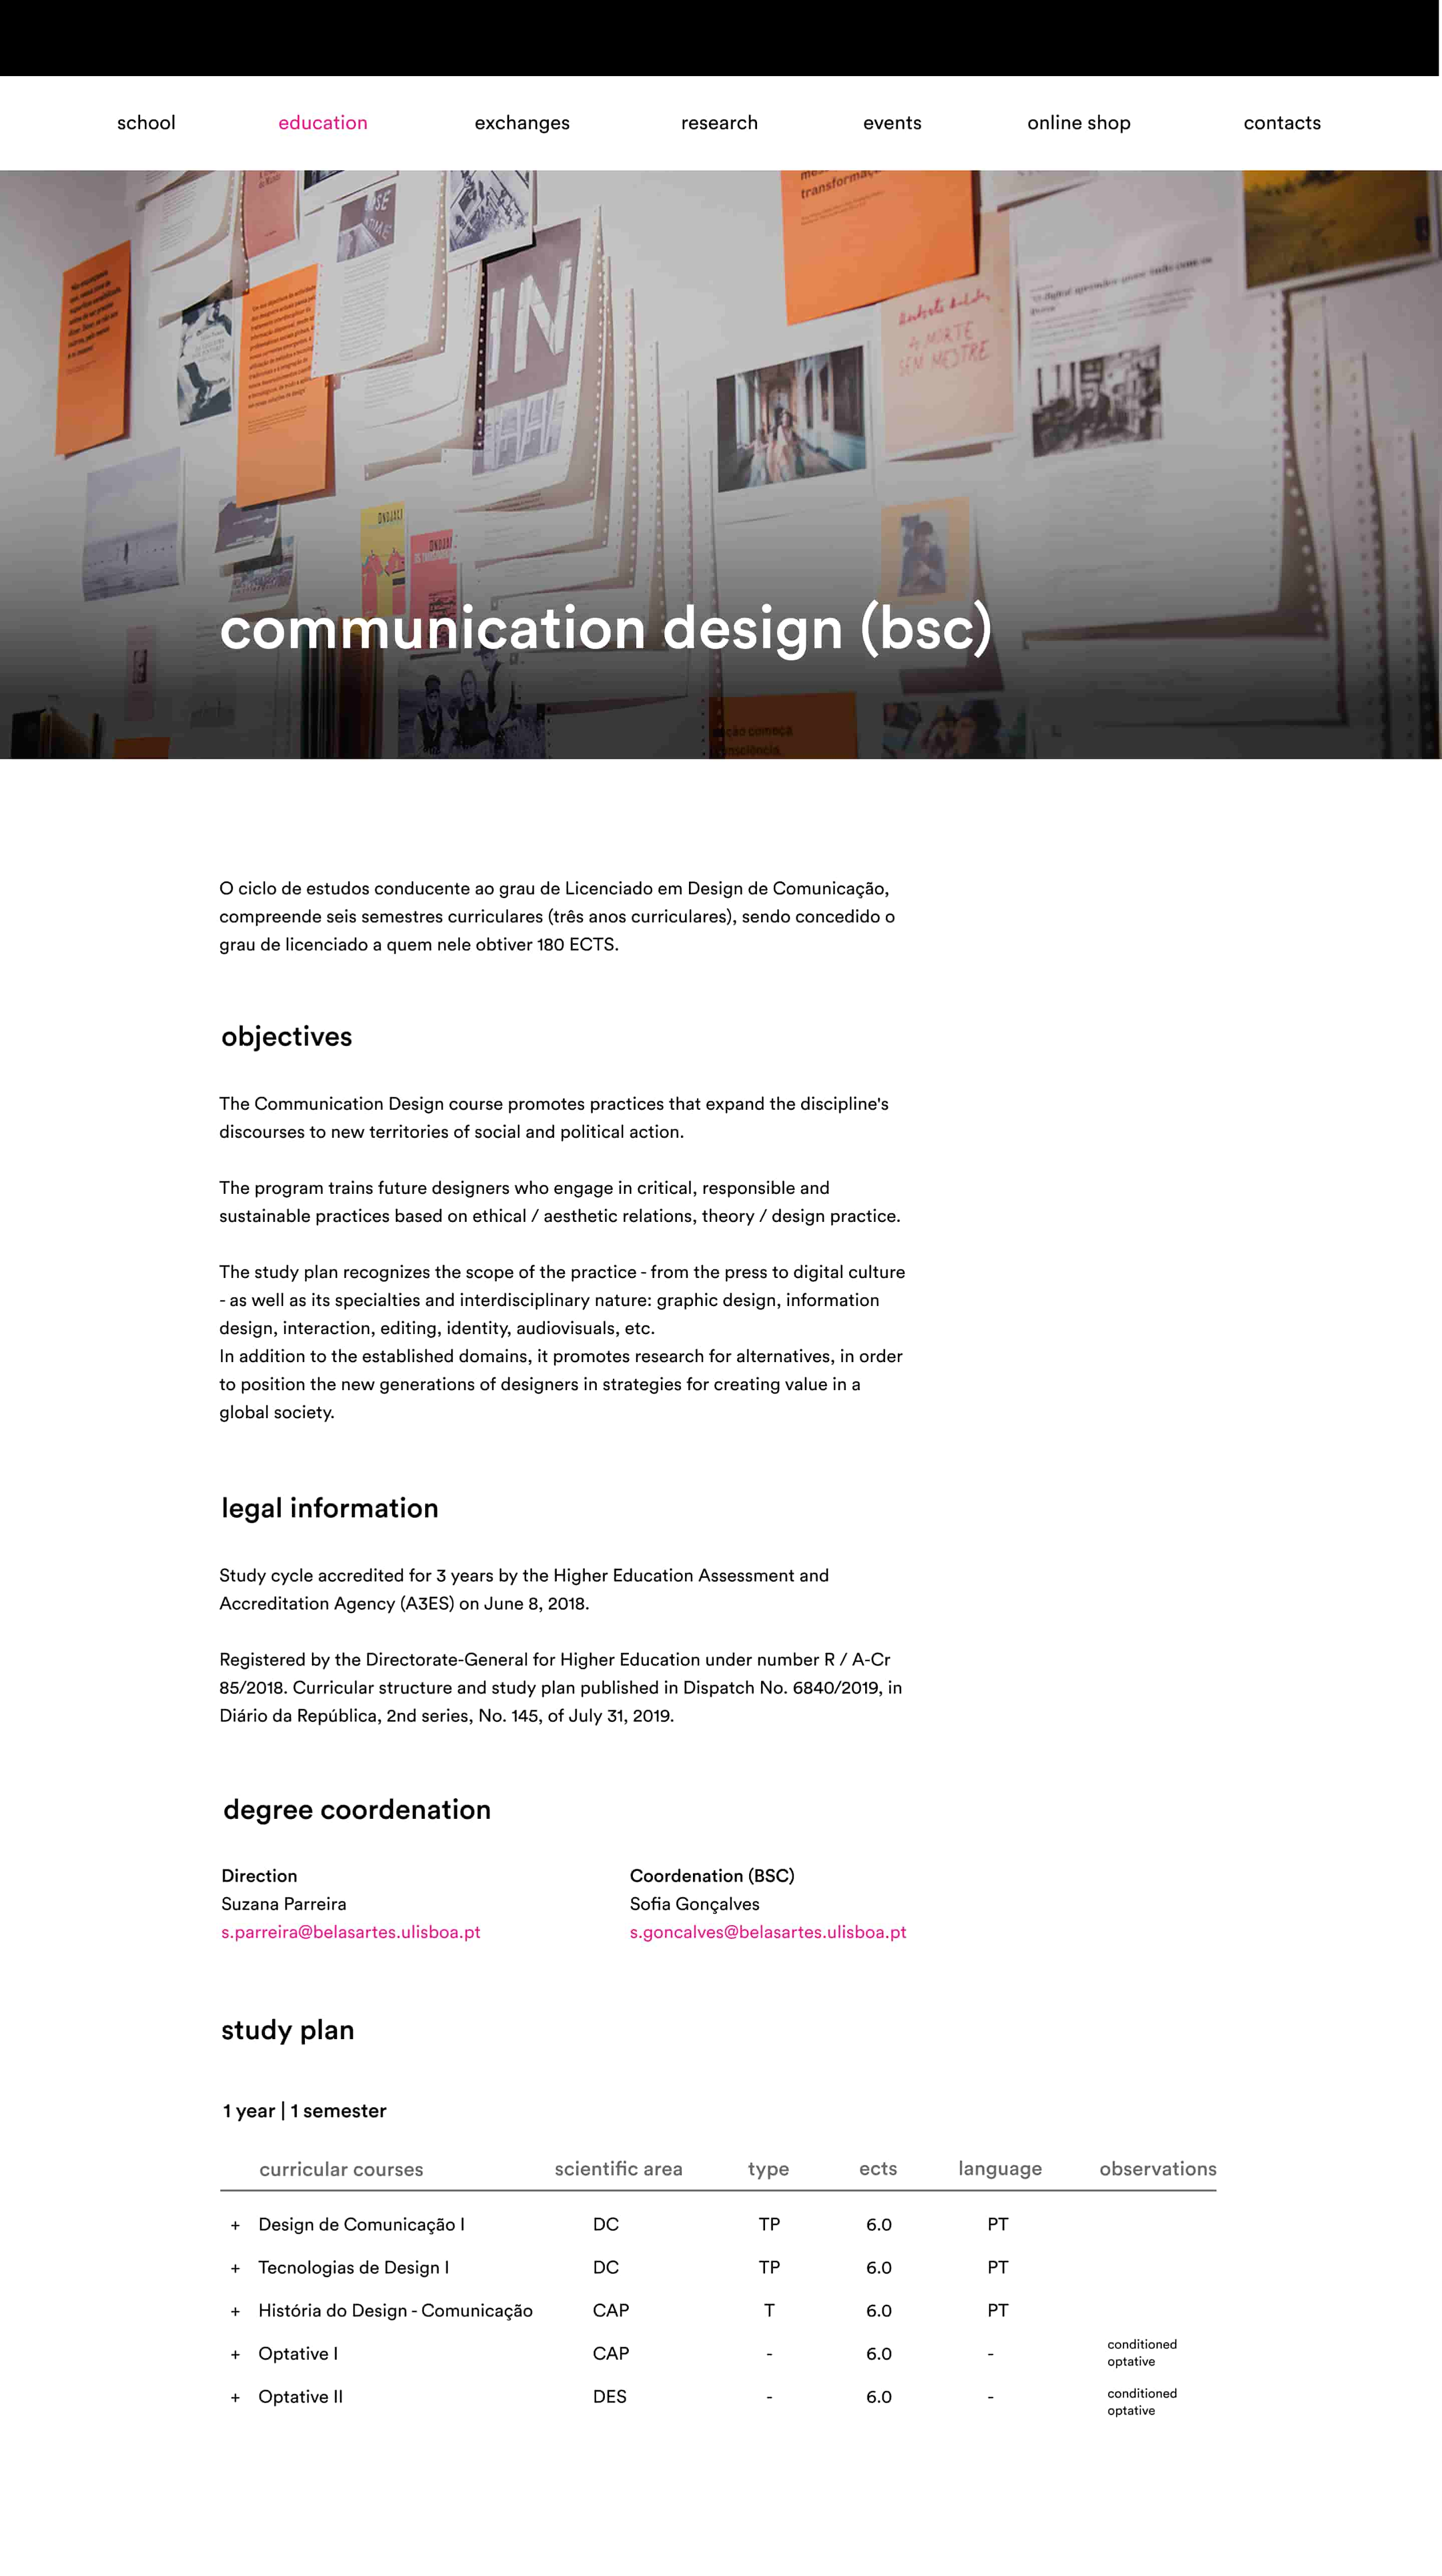 school education exchanges research events online shop contacts
transformaç
IN
ONDJAKI
ONDJAKI
A MORTE
SEM MESTRE
communication design (bsc)
ção começa
consciência
O ciclo de estudos conducente ao grau de Licenciado em Design de Comunicação,
compreende seis semestres curriculares (três anos curriculares), sendo concedido o
grau de licenciado a quem nele obtiver 180 ECTS.
objectives
The Communication Design course promotes practices that expand the discipline's
discourses to new territories of social and political action.
The program trains future designers who engage in critical, responsible and
sustainable practices based on ethical / aesthetic relations, theory / design practice.
The study plan recognizes the scope of the practice - from the press to digital culture
- as well as its specialties and interdisciplinary nature: graphic design, information
design, interaction, editing, identity, audiovisuals, etc.
In addition to the established domains, it promotes research for alternatives, in order
to position the new generations of designers in strategies for creating value in a
global society.
legal information
Study cycle accredited for 3 years by the Higher Education Assessment and
Accreditation Agency (A3ES) on June 8, 2018.
Registered by the Directorate-General for Higher Education under number R / A-Cr
85/2018. Curricular structure and study plan published in Dispatch No. 6840/2019, in
Diário da República, 2nd series, No. 145, of July 31, 2019.
degree coordenation
Direction Coordenation (BSC)
Suzana Parreira Sofia Gonçalves
s.parreira@belasartes.ulisboa.pt s.goncalves@belasartes.ulisboa.pt
study plan
1 year | 1 semester
curricular courses scientific area type ects language observations
+ Design de Comunicação I DC TP 6.0 PT
+ Tecnologias de Design I DC TP 6.0 PT
+ História do Design - Comunicação CAP T 6.0 PT
+ Optative I CAP - 6.0 - conditioned optative
+ Optative II DES - 6.0 - conditioned optative